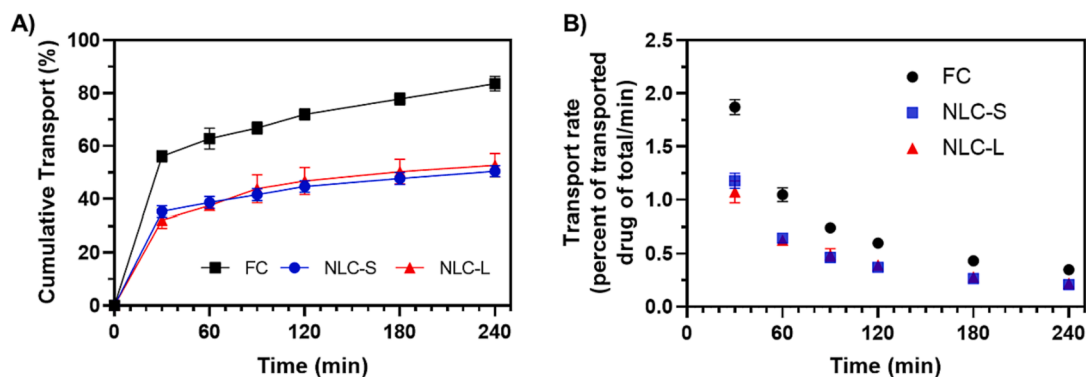 A)
Cumulative Transport (%)
100
80
60
40
20
0
FC NLC-S NLC-L
0 60 120 180 240
Time (min)
B)
Transport rate
(percent of transported
drug of total/min)
2.5
2.0
1.5
1.0
0.5
0.0
FC
NLC-S
NLC-L
0 60 120 180 240
Time (min)